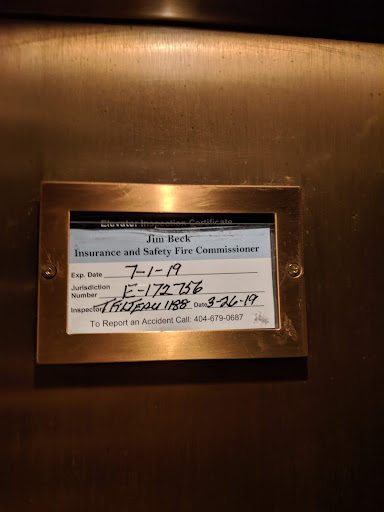 Elevator Inspection Certificate
Jim Beck
Insurance and Safety Fire Commissioner
Exp. Date 7-1-19
Jurisdiction
Number E-172756
Inspector 1188 Date 3-26-19
To Report an Accident Call: 404-679-0687